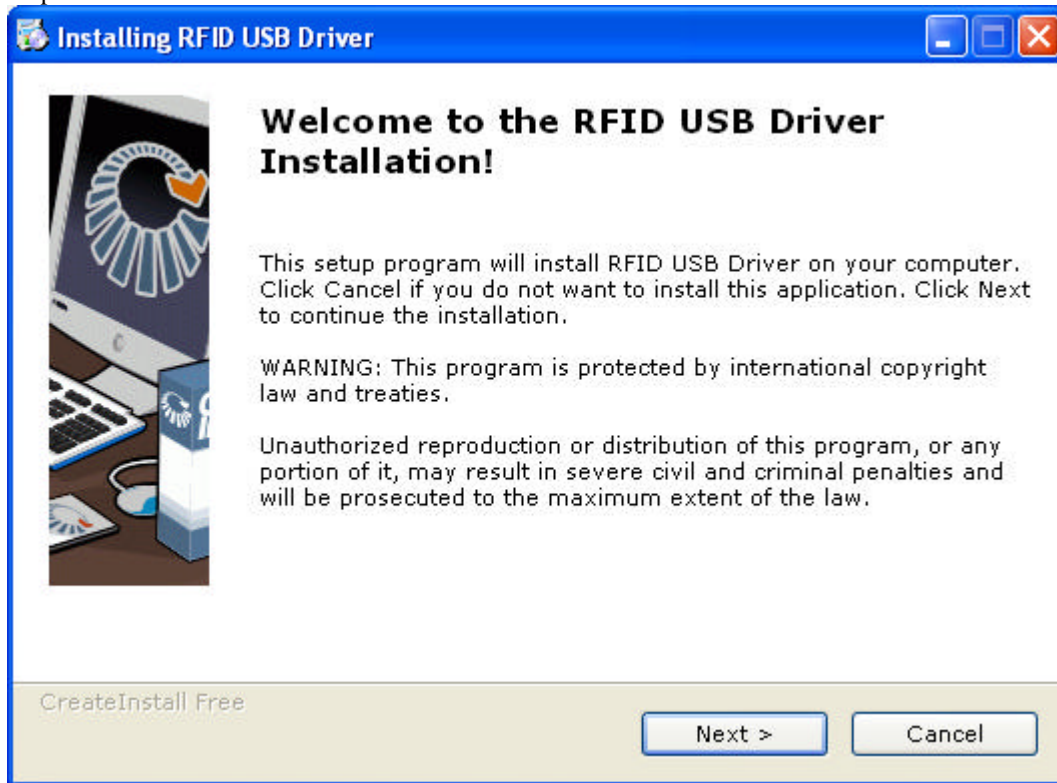 Installing RFID USB Driver
Welcome to the RFID USB Driver
Installation!
This setup program will install RFID USB Driver on your computer.
Click Cancel if you do not want to install this application. Click Next
to continue the installation.
WARNING: This program is protected by international copyright
law and treaties.
Unauthorized reproduction or distribution of this program, or any
portion of it, may result in severe civil and criminal penalties and
will be prosecuted to the maximum extent of the law.
CreateInstall Free
Next >
Cancel